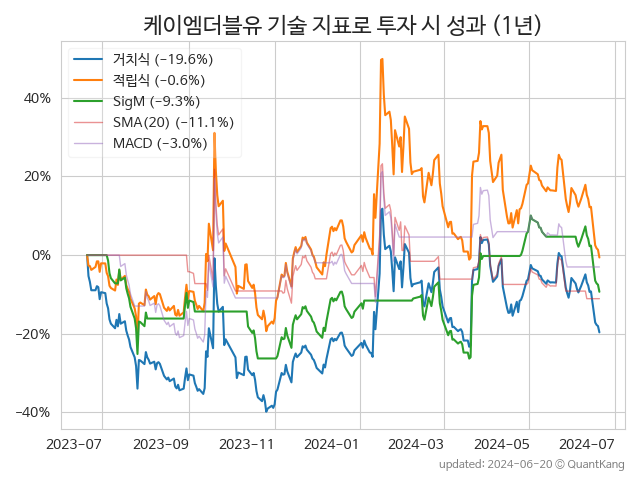 케이엠더블유 기술 지표로 투자 시 성과 (1년)
거치식 (-19.6%)
적립식 (-0.6%)
SigM (-9.3%)
SMA(20) (-11.1%)
MACD (-3.0%)
40%
20%
0%
-20%
-40%
2023-07 2023-09 2023-11 2024-01 2024-03 2024-05 2024-07
updated: 2024-06-20 © QuantKang